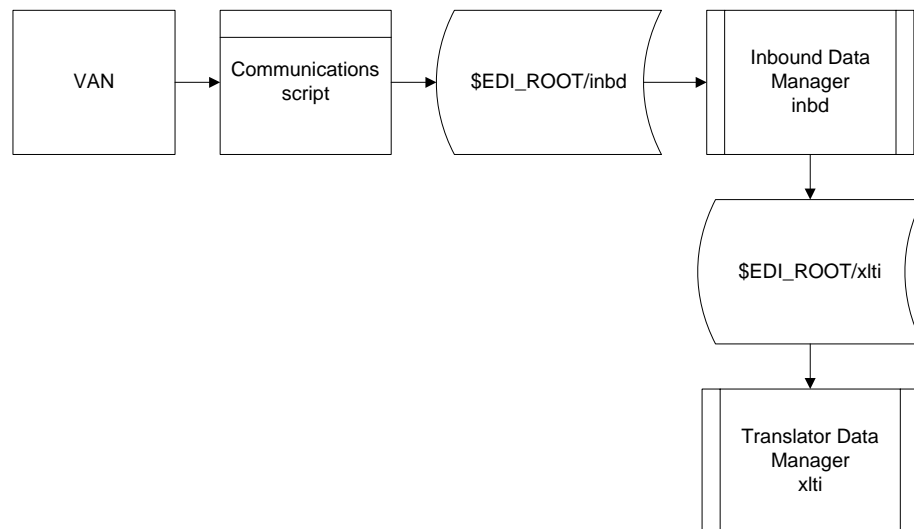 VAN
Communications
script
$EDI_ROOT/inbd
Inbound Data
Manager
inbd
$EDI_ROOT/xlti
Translator Data
Manager
xlti